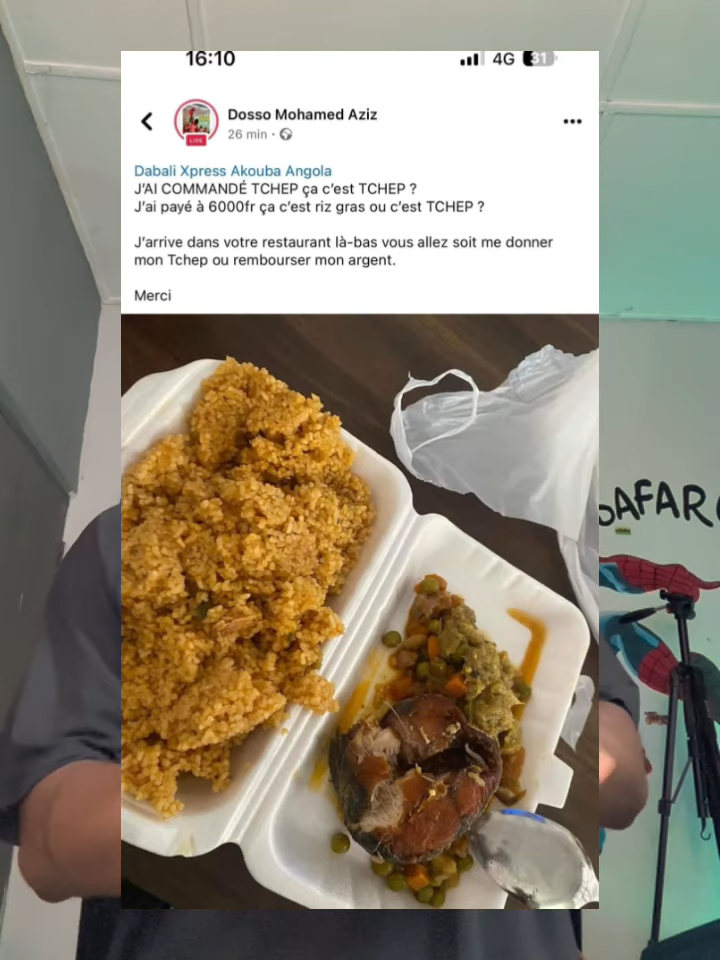 16:10
4G 31
Dosso Mohamed Aziz
LIVE
26 min ·
Dabali Xpress Akouba Angola
J'AI COMMANDÉ TCHEP ça c'est TCHEP ?
J'ai payé à 6000fr ça c'est riz gras ou c'est TCHEP ?
J'arrive dans votre restaurant là-bas vous allez soit me donner
mon Tchep ou rembourser mon argent.
Merci